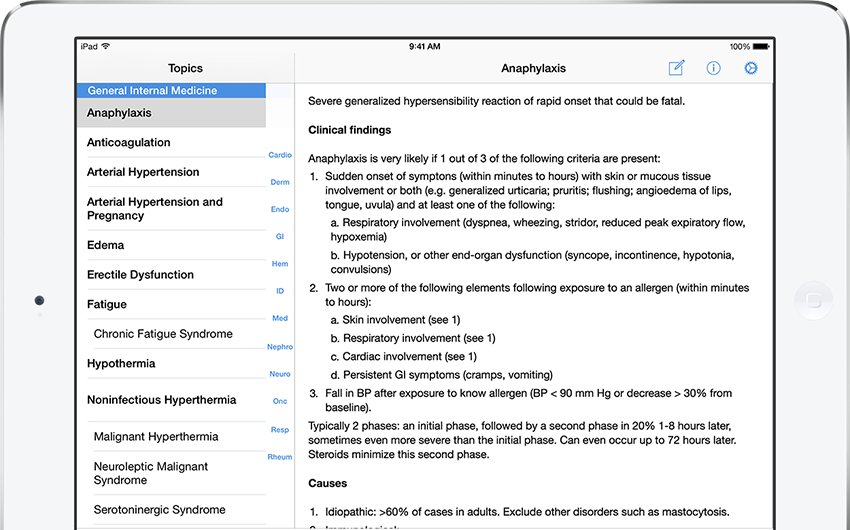 iPad
9:41 AM
100%
Topics
General Internal Medicine
Anaphylaxis
Anticoagulation
Arterial Hypertension
Arterial Hypertension and
Pregnancy
Edema
Erectile Dysfunction
Fatigue
Chronic Fatigue Syndrome
Hypothermia
Noninfectious Hyperthermia
Malignant Hyperthermia
Neuroleptic Malignant
Syndrome
Serotoninergic Syndrome
Cardio
Derm
Endo
GI
Hem
ID
Med
Nephro
Neuro
Onc
Resp
Rheum
Anaphylaxis
Severe generalized hypersensibility reaction of rapid onset that could be fatal.
Clinical findings
Anaphylaxis is very likely if 1 out of 3 of the following criteria are present:
1. Sudden onset of symptons (within minutes to hours) with skin or mucous tissue
involvement or both (e.g. generalized urticaria; pruritis; flushing; angioedema of lips,
tongue, uvula) and at least one of the following:
a. Respiratory involvement (dyspnea, wheezing, stridor, reduced peak expiratory flow,
hypoxemia)
b. Hypotension, or other end-organ dysfunction (syncope, incontinence, hypotonia,
convulsions)
2. Two or more of the following elements following exposure to an allergen (within minutes
to hours):
a. Skin involvement (see 1)
b. Respiratory involvement (see 1)
c. Cardiac involvement (see 1)
d. Persistent GI symptoms (cramps, vomiting)
3. Fall in BP after exposure to know allergen (BP < 90 mm Hg or decrease > 30% from
baseline).
Typically 2 phases: an initial phase, followed by a second phase in 20% 1-8 hours later,
sometimes even more severe than the initial phase. Can even occur up to 72 hours later.
Steroids minimize this second phase.
Causes
1. Idiopathic: >60% of cases in adults. Exclude other disorders such as mastocytosis.